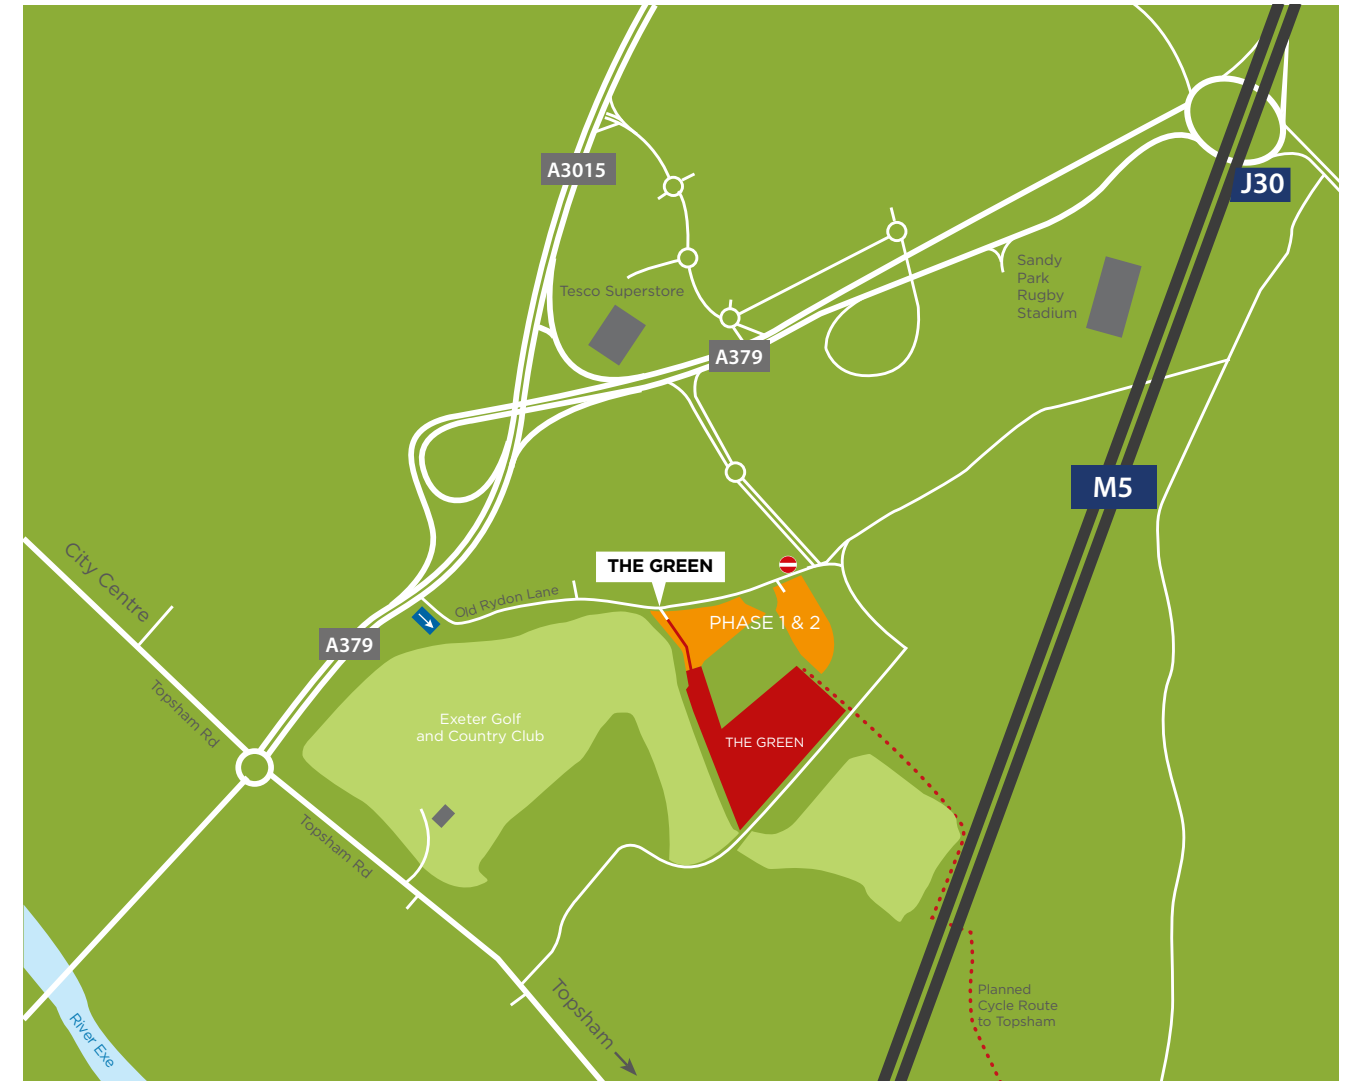 A3015
J30
Sandy
Park
Rugby
Stadium
Tesco Superstore
A379
M5
City Centre
THE GREEN
Old Rydon Lane
PHASE 1 & 2
A379
Topsham Rd
Exeter Golf
and Country Club
THE GREEN
Topsham Rd
Planned
Cycle Route
to Topsham
Topsham
River Exe